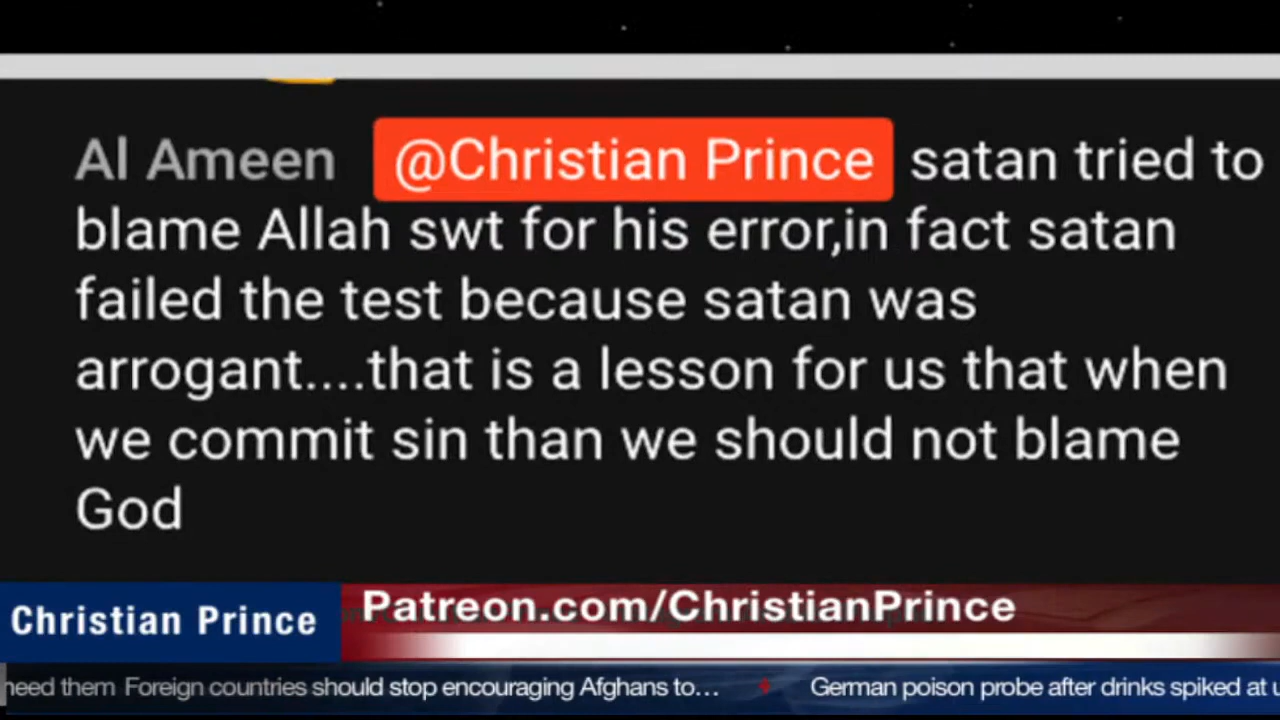 Al Ameen @Christian Prince satan tried to
blame Allah swt for his error,in fact satan
failed the test because satan was
arrogant....that is a lesson for us that when
we commit sin than we should not blame
God
Christian Prince
Patreon.com/ChristianPrince
need them Foreign countries should stop encouraging Afghans to... German poison probe after drinks spiked at u